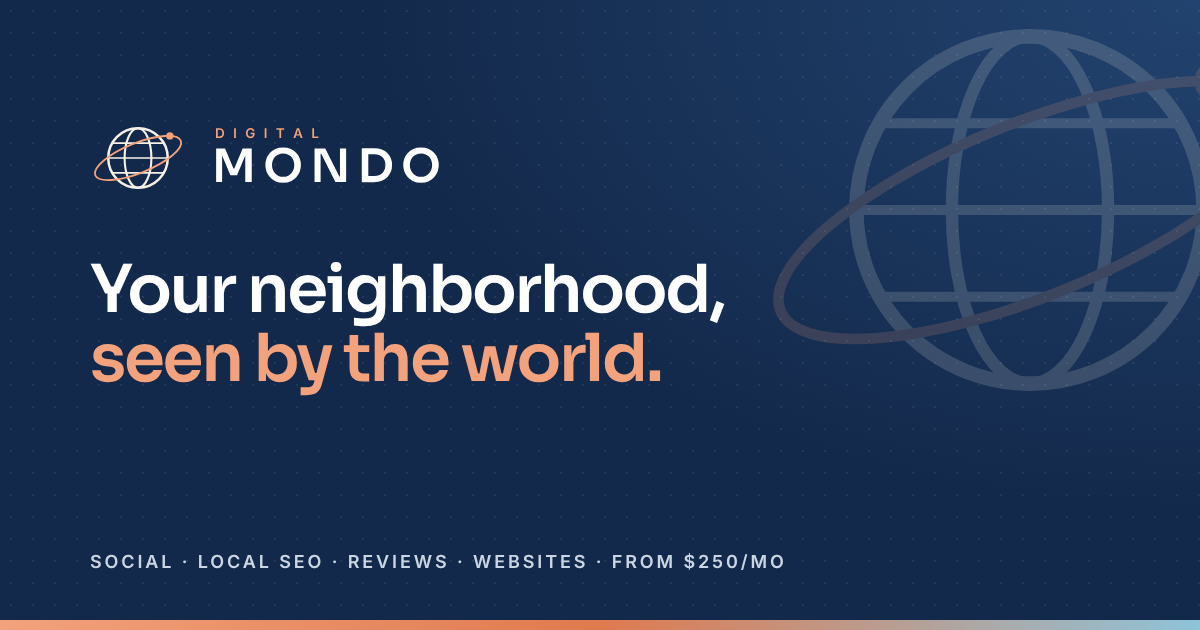 DIGITAL
MONDO
Your neighborhood,
seen by the world.
SOCIAL · LOCAL SEO · REVIEWS · WEBSITES · FROM $250/MO